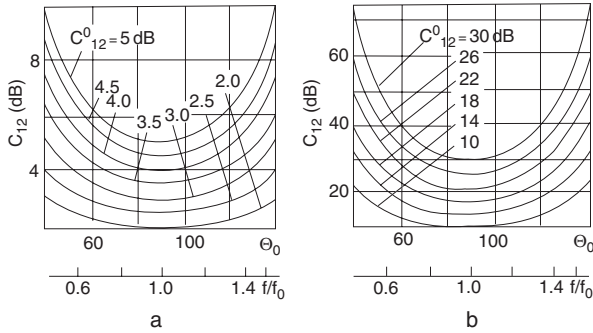 C⁰₁₂ = 5 dB
8
4.5
4.0
3.5
3.0
2.5
2.0
C₁₂ (dB)
4
60
100
Θ₀
0.6
1.0
1.4 f/f₀
a
C⁰₁₂ = 30 dB
60
26
22
18
14
10
C₁₂ (dB)
40
20
60
100
Θ₀
0.6
1.0
1.4 f/f₀
b